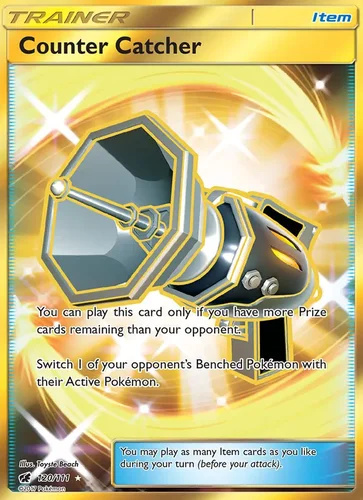 TRAINER Item
Counter Catcher
You can play this card only if you have more Prize
cards remaining than your opponent.
Switch 1 of your opponent's Benched Pokémon with
their Active Pokémon.
Illus. Toyste Beach
120/111
©2017 Pokémon
You may play as many Item cards as you like
during your turn (before your attack).